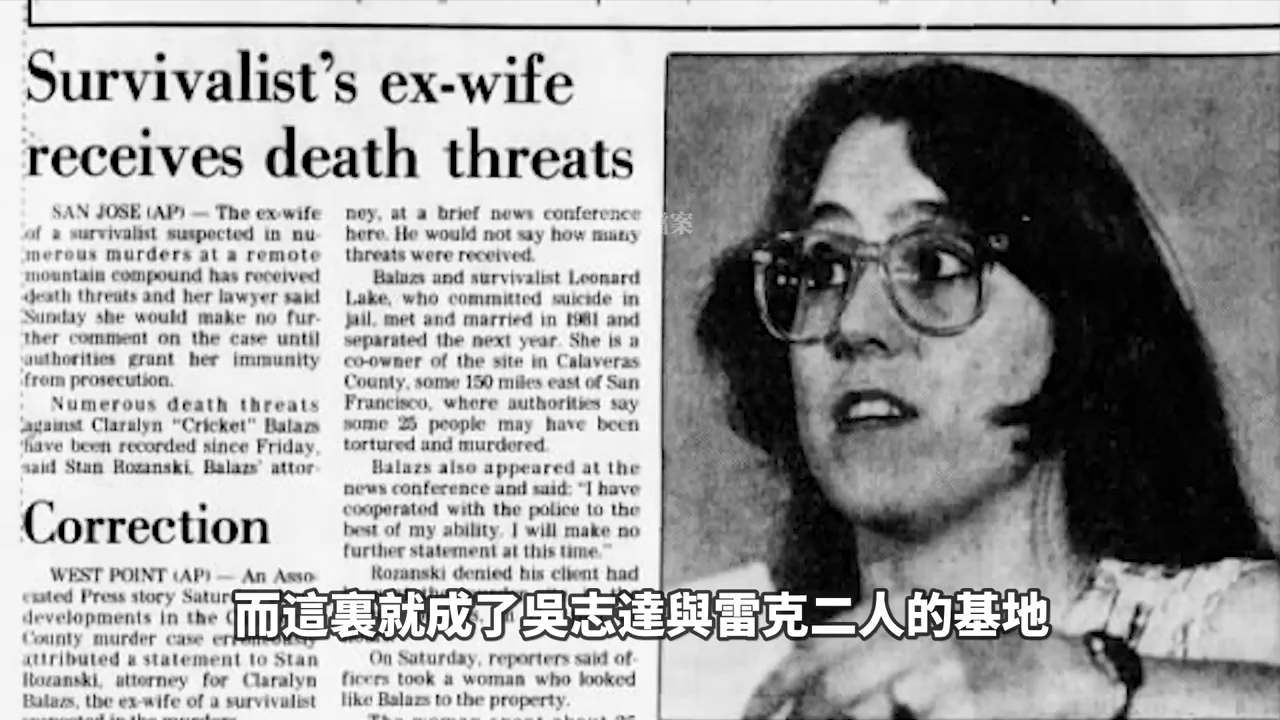 Survivalist's ex-wife
receives death threats
SAN JOSE (AP) — The ex-wife
of a survivalist suspected in nu-
merous murders at a remote
mountain compound has received
death threats and her lawyer said
Sunday she would make no fur-
ther comment on the case until
authorities grant her immunity
from prosecution.
Numerous death threats
against Claralyn "Cricket" Balazs
have been recorded since Friday,
said Stan Rozanski, Balazs' attor-
ney, at a brief news conference
here. He would not say how many
threats were received.
Balazs and survivalist Leonard
Lake, who committed suicide in
jail, met and married in 1981 and
separated the next year. She is a
co-owner of the site in Calaveras
County, some 150 miles east of San
Francisco, where authorities say
some 25 people may have been
tortured and murdered.
Balazs also appeared at the
news conference and said: "I have
cooperated with the police to the
best of my ability. I will make no
further statement at this time."
Rozanski denied his client had
On Saturday, reporters said of-
ficers took a woman who looked
like Balazs to the property.
Correction
WEST POINT (AP) — An Asso-
ciated Press story
developments in the
County murder case
attributed a statement to Stan
Rozanski, attorney for Claralyn
Balazs, the ex-wife of a survivalist
suspected in the murders
檔案
而這裏就成了吳志達與雷克二人的基地